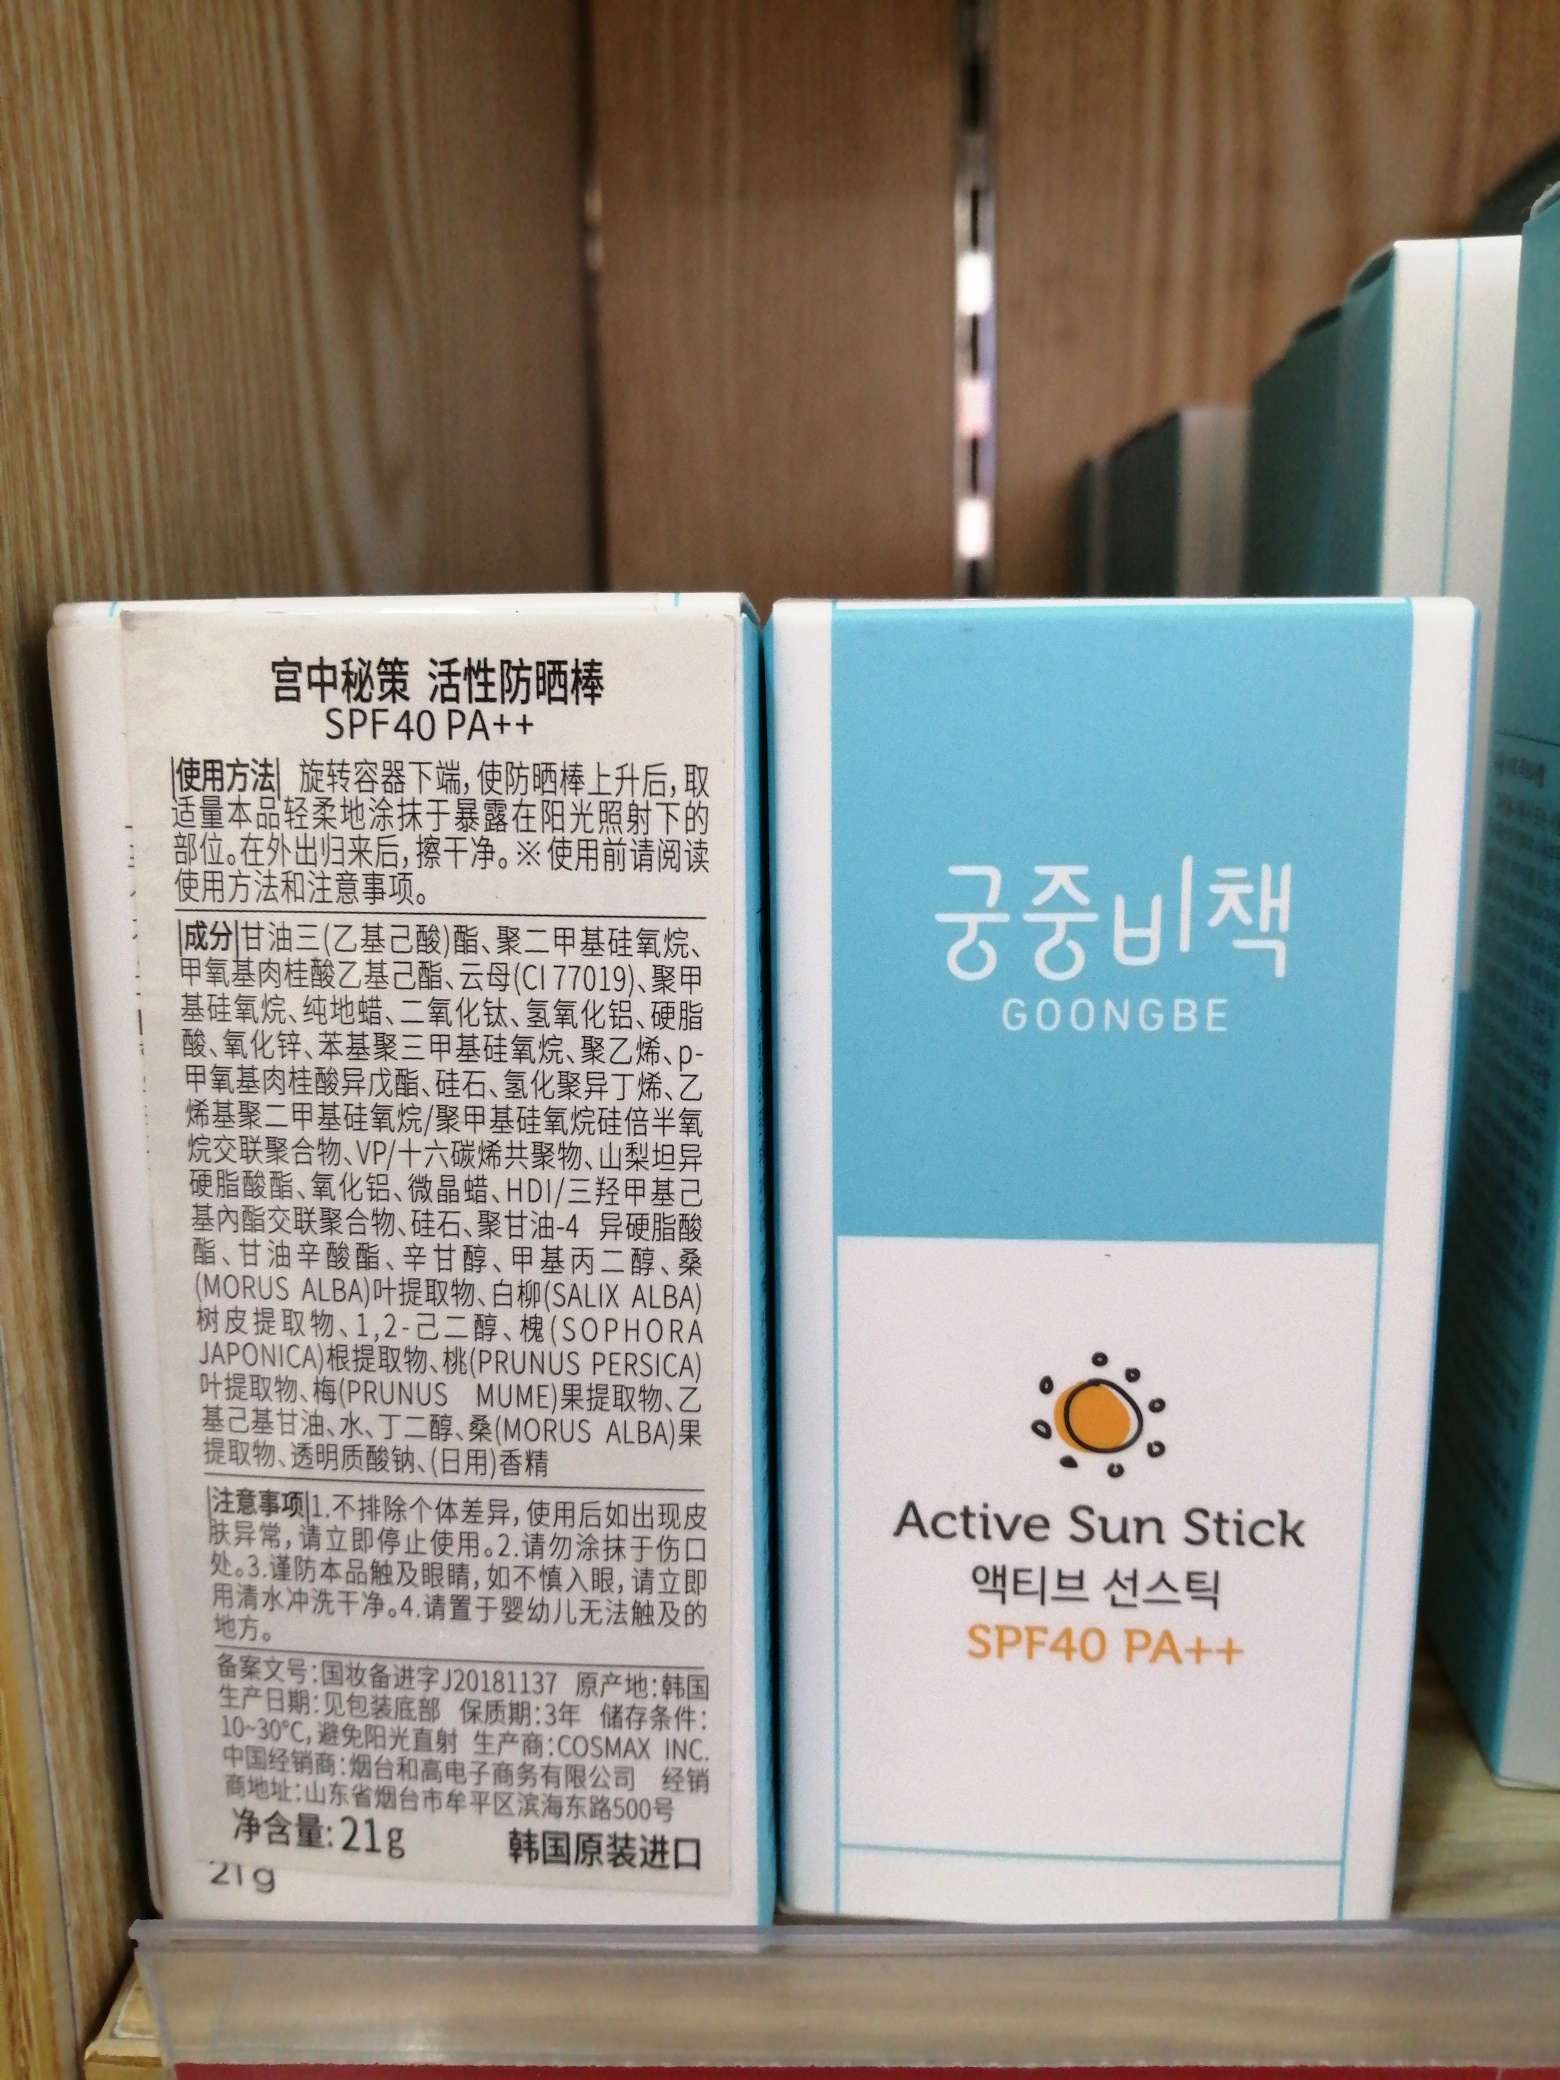 宫中秘策 活性防晒棒
SPF40 PA++
使用方法 旋转容器下端,使防晒棒上升后,取
适量本品轻柔地涂抹于暴露在阳光照射下的
部位。在外出归来后,擦干净。※使用前请阅读
使用方法和注意事项。
成分 甘油三(乙基己酸)酯、聚二甲基硅氧烷、
甲氧基肉桂酸乙基己酯、云母(CI 77019)、聚甲
基硅氧烷、纯地蜡、二氧化钛、氢氧化铝、硬脂
酸、氧化锌、苯基聚三甲基硅氧烷、聚乙烯、p-
甲氧基肉桂酸异戊酯、硅石、氢化聚异丁烯、乙
烯基聚二甲基硅氧烷/聚甲基硅氧烷硅倍半氧
烷交联聚合物、VP/十六碳烯共聚物、山梨坦异
硬脂酸酯、氧化铝、微晶蜡、HDI/三羟甲基己
基内酯交联聚合物、硅石、聚甘油-4 异硬脂酸
酯、甘油辛酸酯、辛甘醇、甲基丙二醇、桑
(MORUS ALBA)叶提取物、白柳(SALIX ALBA)
树皮提取物、1,2-己二醇、槐(SOPHORA
JAPONICA)根提取物、桃(PRUNUS PERSICA)
叶提取物、梅(PRUNUS MUME)果提取物、乙
基己基甘油、水、丁二醇、桑(MORUS ALBA)果
提取物、透明质酸钠、(日用)香精
注意事项 1.不排除个体差异,使用后如出现皮
肤异常,请立即停止使用。2.请勿涂抹于伤口
处。3.谨防本品触及眼睛,如不慎入眼,请立即
用清水冲洗干净。4.请置于婴幼儿无法触及的
地方。
备案文号:国妆备进字J20181137 原产地:韩国
生产日期:见包装底部 保质期:3年 储存条件:
10~30°C,避免阳光直射 生产商:COSMAX INC.
中国经销商:烟台和高电子商务有限公司 经销
商地址:山东省烟台市牟平区滨海东路500号
净含量:21g 韩国原装进口
21g
궁중비책
GOONGBE
Active Sun Stick
액티브 선스틱
SPF40 PA++